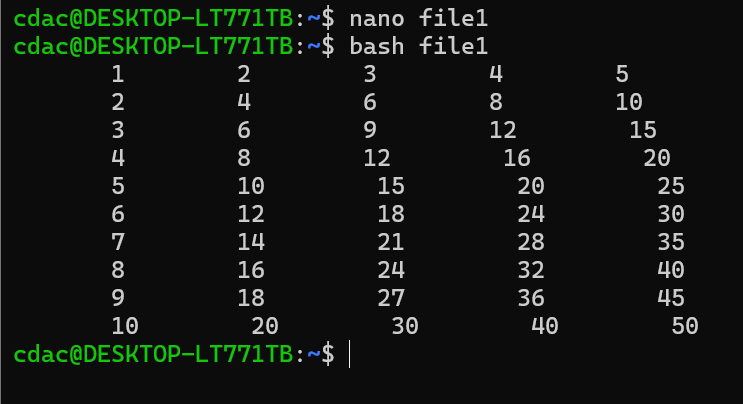 cdac@DESKTOP-LT771TB:~$ nano file1
cdac@DESKTOP-LT771TB:~$ bash file1
       1        2        3        4        5
       2        4        6        8        10
       3        6        9        12        15
       4        8        12        16        20
       5        10        15        20        25
       6        12        18        24        30
       7        14        21        28        35
       8        16        24        32        40
       9        18        27        36        45
       10        20        30        40        50
cdac@DESKTOP-LT771TB:~$